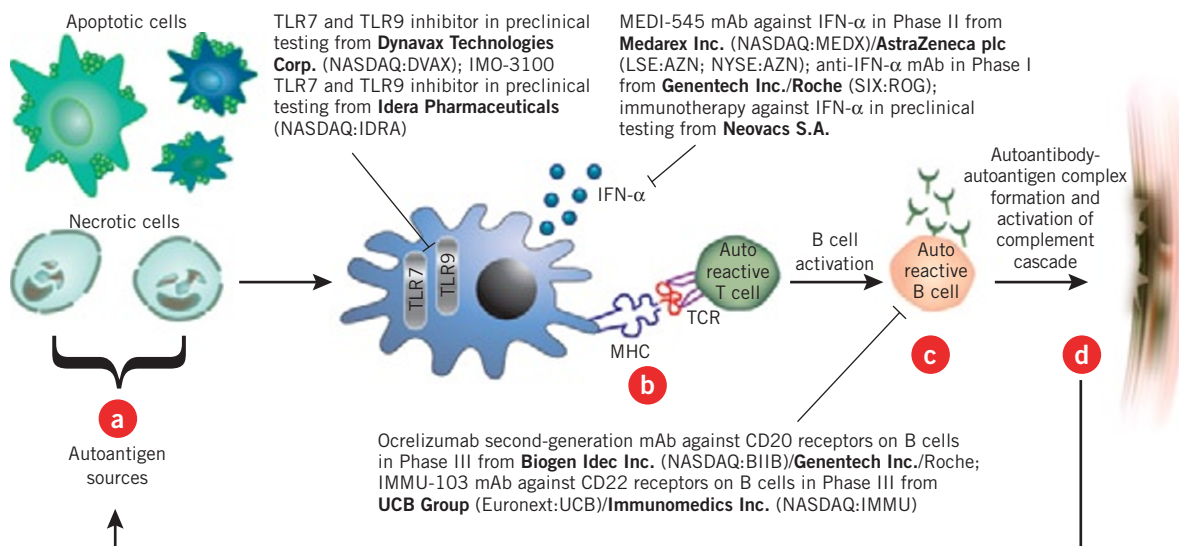 Apoptotic cells
TLR7 and TLR9 inhibitor in preclinical
testing from Dynavax Technologies
Corp. (NASDAQ:DVAX); IMO-3100
TLR7 and TLR9 inhibitor in preclinical
testing from Idera Pharmaceuticals
(NASDAQ:IDRA)
MEDI-545 mAb against IFN-α in Phase II from
Medarex Inc. (NASDAQ:MEDX)/AstraZeneca plc
(LSE:AZN; NYSE:AZN); anti-IFN-α mAb in Phase I
from Genentech Inc./Roche (SIX:ROG);
immunotherapy against IFN-α in preclinical
testing from Neovacs S.A.
Necrotic cells
IFN-α
TLR7
TLR9
MHC
TCR
Auto
reactive
T cell
B cell
activation
Auto
reactive
B cell
Autoantibody-
autoantigen complex
formation and
activation of
complement
cascade
a
b
c
d
Autoantigen
sources
Ocrelizumab second-generation mAb against CD20 receptors on B cells
in Phase III from Biogen Idec Inc. (NASDAQ:BIIB)/Genentech Inc./Roche;
IMMU-103 mAb against CD22 receptors on B cells in Phase III from
UCB Group (Euronext:UCB)/Immunomedics Inc. (NASDAQ:IMMU)